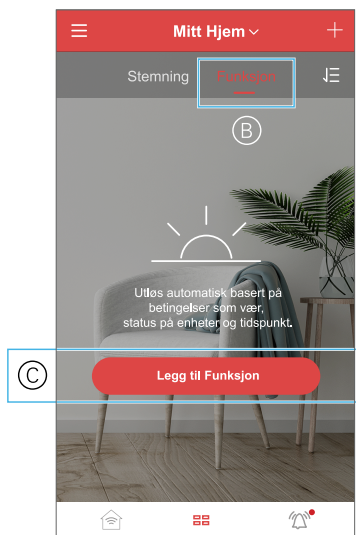 Mitt Hjem
Stemning Funksjon
B
Utløs automatisk basert på
betingelser som vær,
status på enheter og tidspunkt.
C
Legg til Funksjon